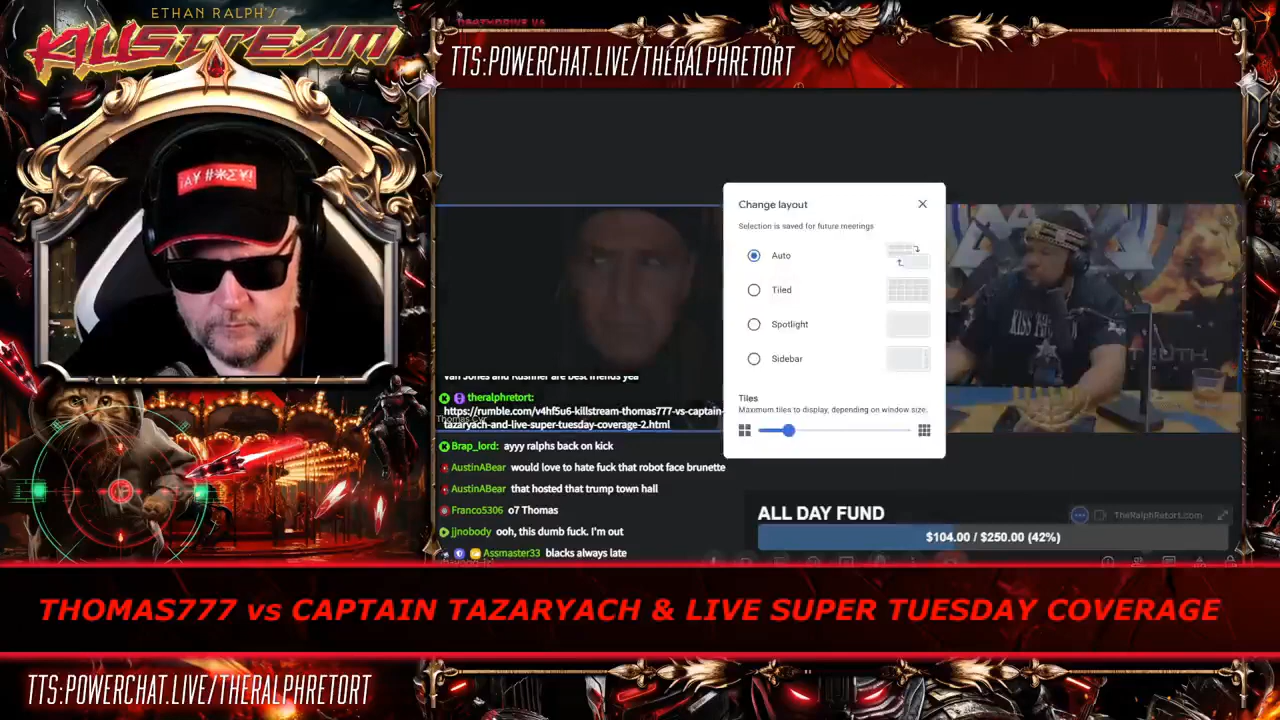 ETHAN RALPH'S
KILLSTREAM
TTS:POWERCHAT.LIVE/THERALPHRETORT
¡AY #*€Y!
Change layout
Selection is saved for future meetings
Auto
Tiled
Spotlight
Sidebar
Tiles
Maximum tiles to display, depending on window size.
KISS
TRUTH
van Jones and Kushner are best friends yea
theralphretort:
https://rumble.com/v4hf5u6-killstream-thomas777-vs-captain-
tazaryach-and-live-super-tuesday-coverage-2.html
Brap_lord: ayyy ralphs back on kick
AustinABear would love to hate fuck that robot face brunette
AustinABear that hosted that trump town hall
Franco5306 o7 Thomas
jjnobody ooh, this dumb fuck. I'm out
Assmaster33 blacks always late
ALL DAY FUND
TheRalphRetort.com
$104.00 / $250.00 (42%)
THOMAS777 vs CAPTAIN TAZARYACH & LIVE SUPER TUESDAY COVERAGE
TTS:POWERCHAT.LIVE/THERALPHRETORT